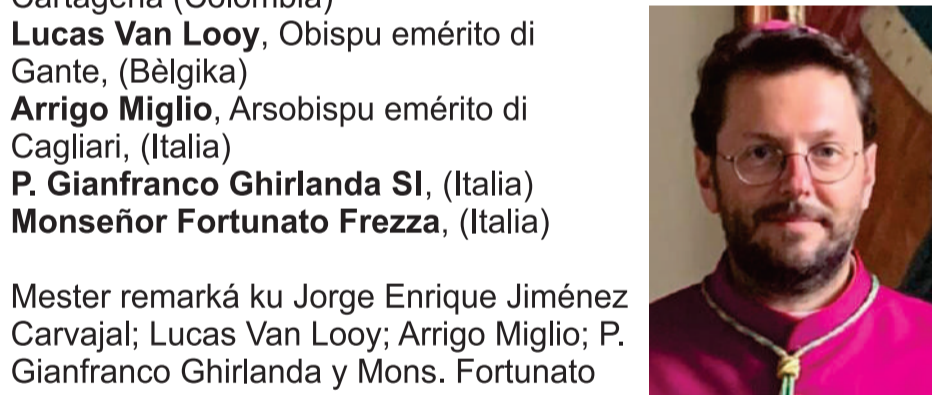 Cartagena (Colombia)
Lucas Van Looy, Obispu emérito di
Gante, (Bèlgika)
Arrigo Miglio, Arsobispu emérito di
Cagliari, (Italia)
P. Gianfranco Ghirlanda SI, (Italia)
Monseñor Fortunato Frezza, (Italia)
Mester remarká ku Jorge Enrique Jiménez
Carvajal; Lucas Van Looy; Arrigo Miglio; P.
Gianfranco Ghirlanda y Mons. Fortunato